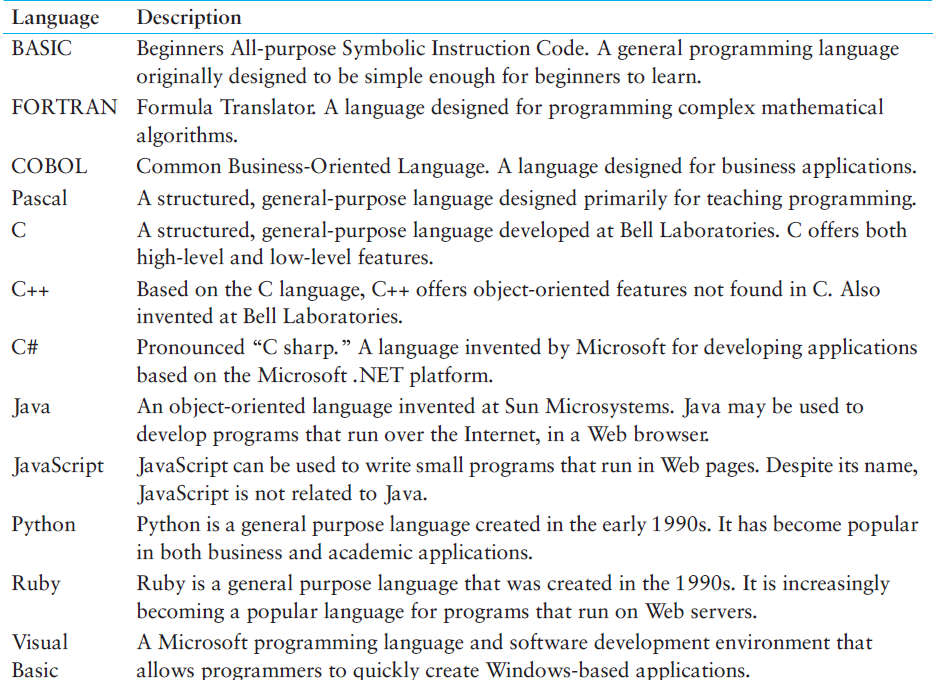 Language Description
BASIC Beginners All-purpose Symbolic Instruction Code. A general programming language
originally designed to be simple enough for beginners to learn.
FORTRAN Formula Translator. A language designed for programming complex mathematical
algorithms.
COBOL Common Business-Oriented Language. A language designed for business applications.
Pascal A structured, general-purpose language designed primarily for teaching programming.
C A structured, general-purpose language developed at Bell Laboratories. C offers both
high-level and low-level features.
C++ Based on the C language, C++ offers object-oriented features not found in C. Also
invented at Bell Laboratories.
C# Pronounced “C sharp.” A language invented by Microsoft for developing applications
based on the Microsoft .NET platform.
Java An object-oriented language invented at Sun Microsystems. Java may be used to
develop programs that run over the Internet, in a Web browser.
JavaScript JavaScript can be used to write small programs that run in Web pages. Despite its name,
JavaScript is not related to Java.
Python Python is a general purpose language created in the early 1990s. It has become popular
in both business and academic applications.
Ruby Ruby is a general purpose language that was created in the 1990s. It is increasingly
becoming a popular language for programs that run on Web servers.
Visual A Microsoft programming language and software development environment that
Basic allows programmers to quickly create Windows-based applications.